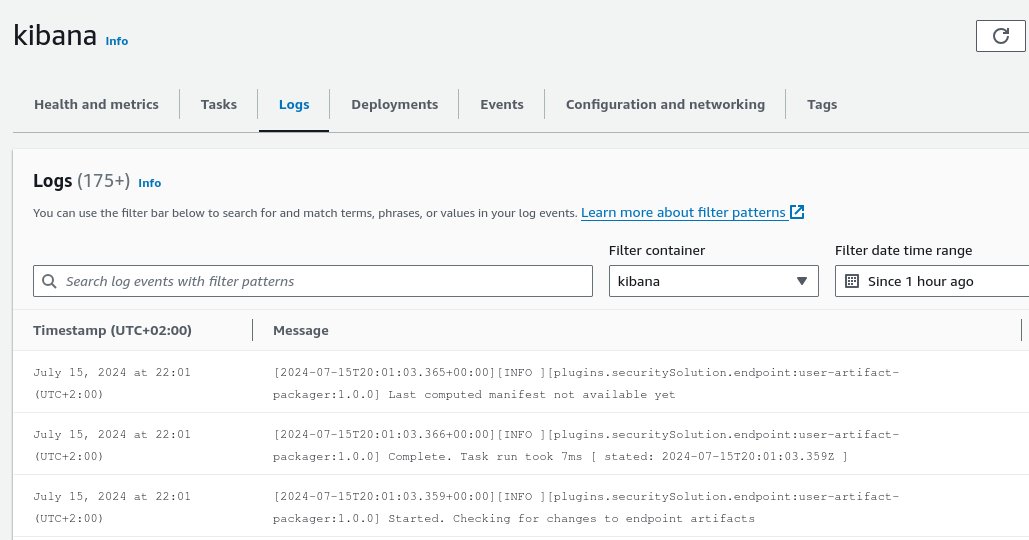 kibana Info
Health and metrics Tasks Logs Deployments Events Configuration and networking Tags
Logs (175+) Info
You can use the filter bar below to search for and match terms, phrases, or values in your log events. Learn more about filter patterns
Filter container Filter date time range
Search log events with filter patterns kibana Since 1 hour ago
Timestamp (UTC+02:00) Message
July 15, 2024 at 22:01 [2024-07-15T20:01:03.365+00:00][INFO ][plugins.securitySolution.endpoint:user-artifact-
(UTC+2:00) packager:1.0.0] Last computed manifest not available yet
July 15, 2024 at 22:01 [2024-07-15T20:01:03.366+00:00][INFO ][plugins.securitySolution.endpoint:user-artifact-
(UTC+2:00) packager:1.0.0] Complete. Task run took 7ms [ stated: 2024-07-15T20:01:03.359Z ]
July 15, 2024 at 22:01 [2024-07-15T20:01:03.359+00:00][INFO ][plugins.securitySolution.endpoint:user-artifact-
(UTC+2:00) packager:1.0.0] Started. Checking for changes to endpoint artifacts